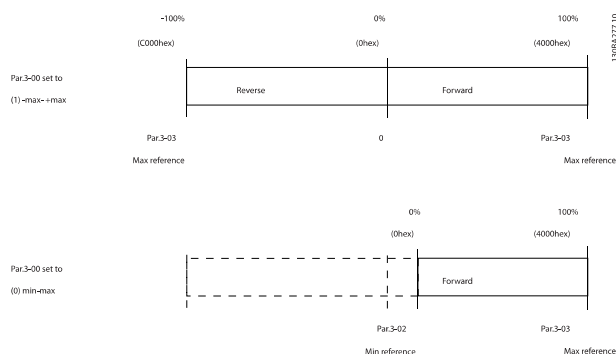 -100% 0% 100%
(C000hex) (0hex) (4000hex)
130BA277.10
Par.3-00 set to
(1) -max- +max
Reverse Forward
Par.3-03 0 Par.3-03
Max reference Max reference
0% 100%
(0hex) (4000hex)
Par.3-00 set to
(0) min-max
Forward
Par.3-02 Par.3-03
Min reference Max reference